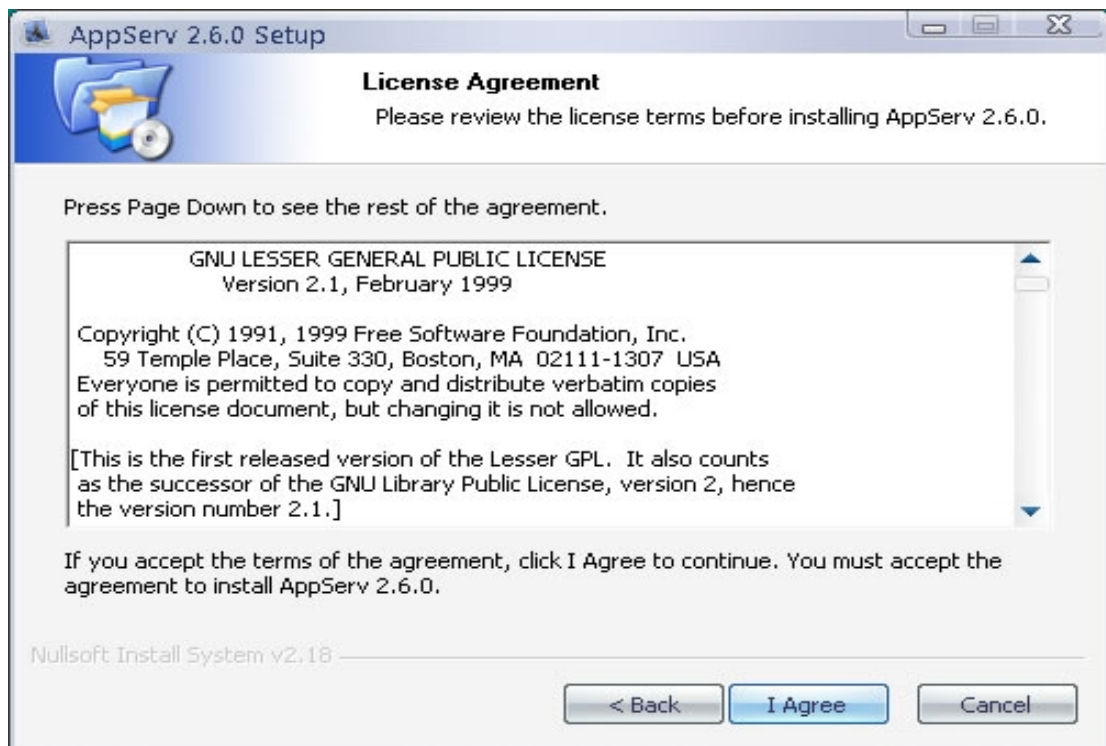 AppServ 2.6.0 Setup
License Agreement
Please review the license terms before installing AppServ 2.6.0.
Press Page Down to see the rest of the agreement.
GNU LESSER GENERAL PUBLIC LICENSE
Version 2.1, February 1999
Copyright (C) 1991, 1999 Free Software Foundation, Inc.
59 Temple Place, Suite 330, Boston, MA  02111-1307  USA
Everyone is permitted to copy and distribute verbatim copies
of this license document, but changing it is not allowed.
[This is the first released version of the Lesser GPL.  It also counts
as the successor of the GNU Library Public License, version 2, hence
the version number 2.1.]
If you accept the terms of the agreement, click I Agree to continue. You must accept the
agreement to install AppServ 2.6.0.
Nullsoft Install System v2.18
< Back
I Agree
Cancel